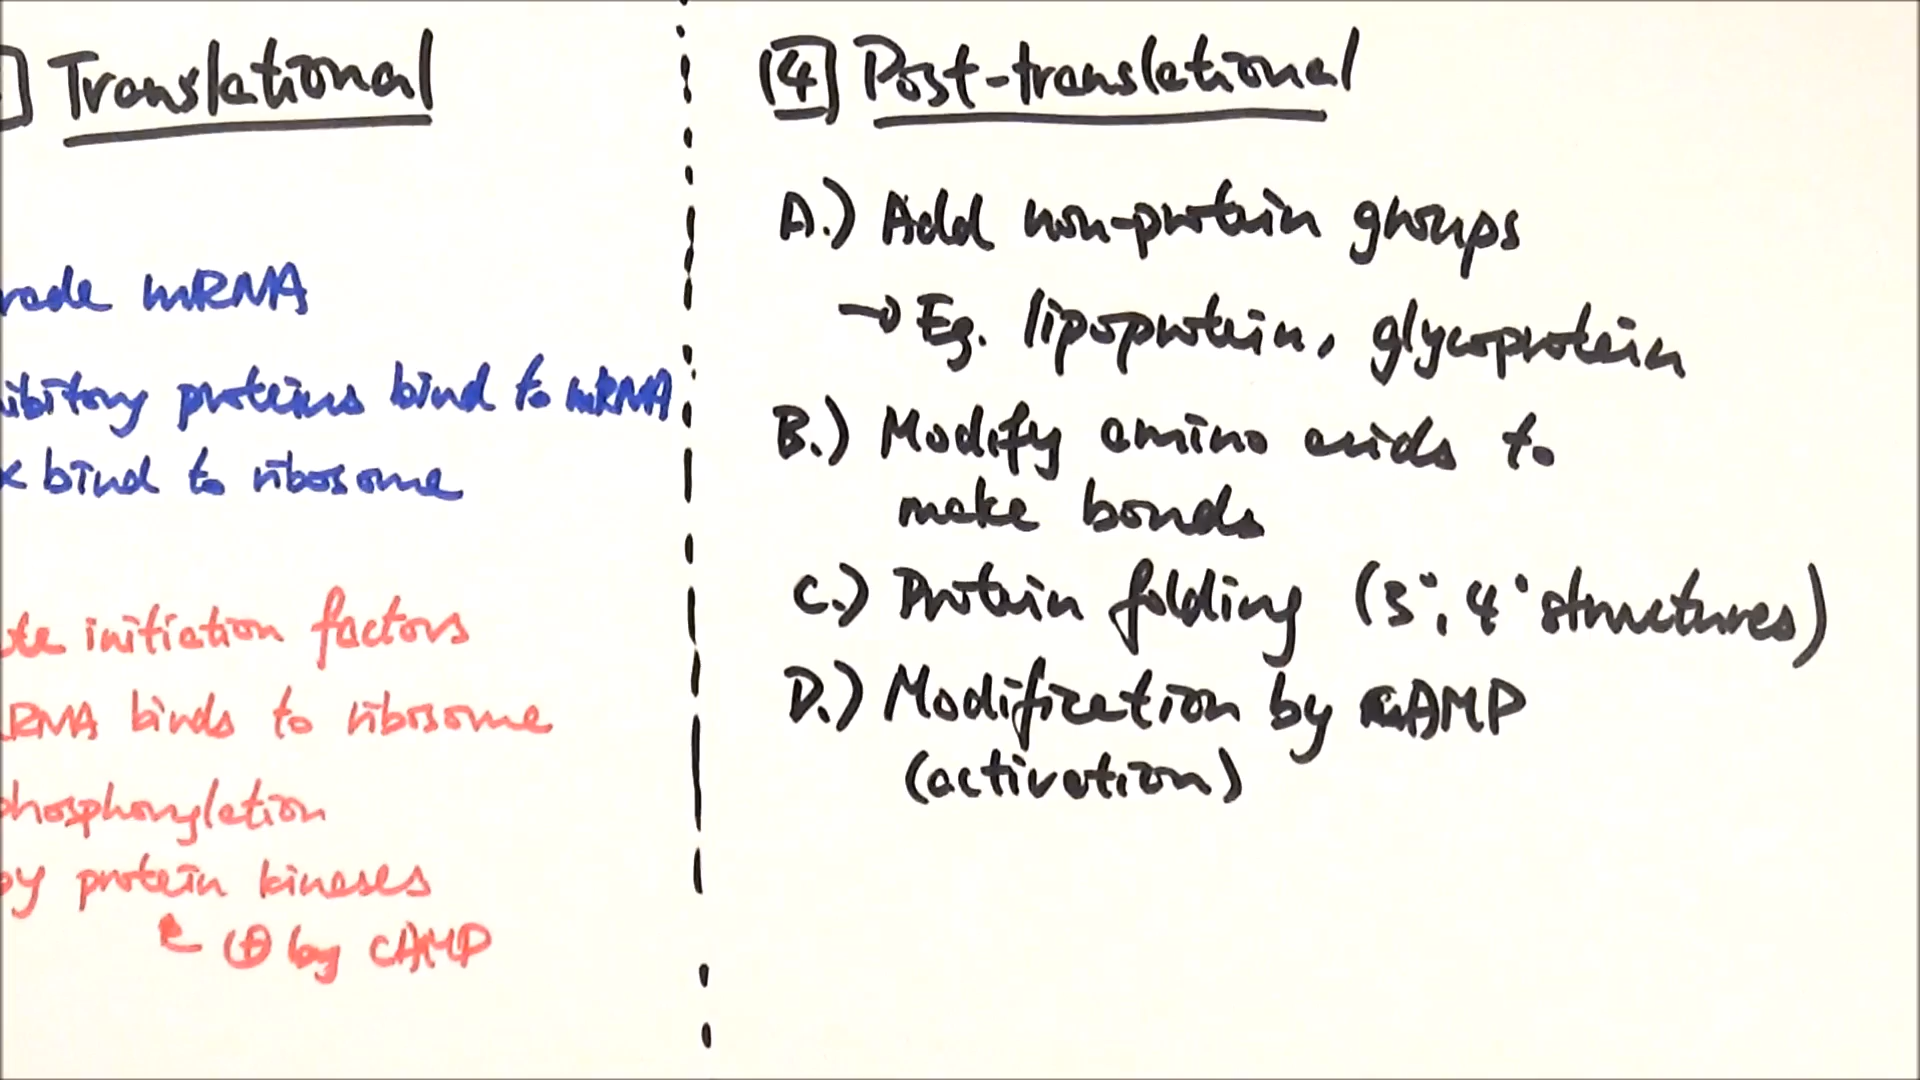 ] Translational
rade mRNA
ibitory proteins bind to mRNA
bind to ribosome
te initiation factors
RNA binds to ribosome
phosphorylation
by protein kinases
(+) by cAMP
[4] Post-translational
A.) Add non-protein groups
→ Eg. lipoprotein, glycoprotein
B.) Modify amino acids to
make bonds
C.) Protein folding (3°, 4° structures)
D.) Modification by cAMP
(activation)